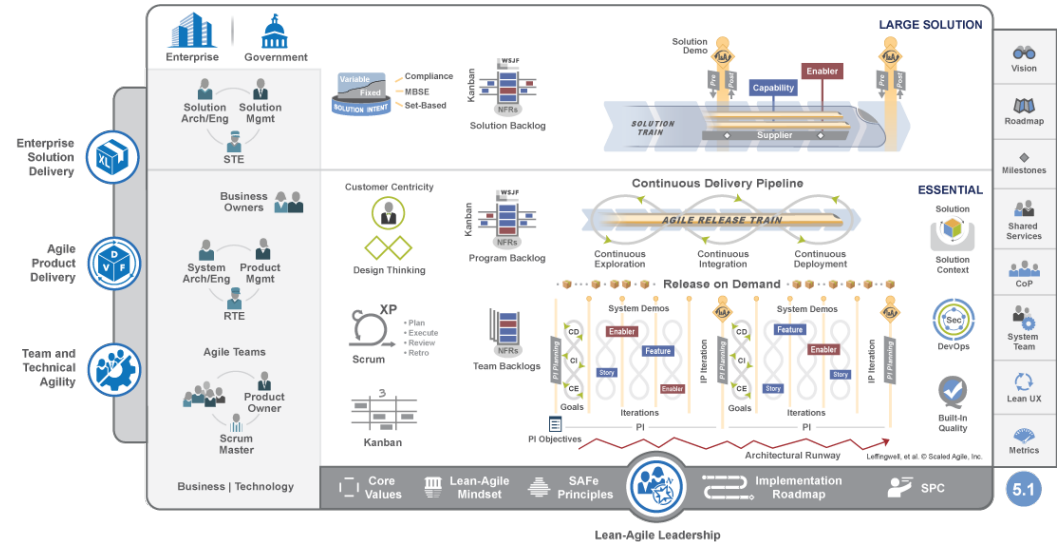 LARGE SOLUTION
Enterprise
Government
Solution
Arch/Eng
Solution
Mgmt
STE
Variable
Fixed
SOLUTION INTENT
Compliance
MBSE
Set-Based
Kanban
WSJF
NFRs
Solution Backlog
Solution
Demo
I&A
Pre
Post
Capability
Enabler
Pre
Post
SOLUTION
TRAIN
Supplier
Enterprise
Solution
Delivery
XL
Agile
Product
Delivery
D
V
F
Team and
Technical
Agility
ESSENTIAL
Business
Owners
System
Arch/Eng
Product
Mgmt
RTE
Agile Teams
Product
Owner
Scrum
Master
Business | Technology
Customer Centricity
Design Thinking
XP
• Plan
• Execute
• Review
• Retro
Scrum
3
Kanban
Kanban
WSJF
NFRs
Program Backlog
NFRs
Team Backlogs
Continuous Delivery Pipeline
AGILE RELEASE TRAIN
Continuous
Exploration
Continuous
Integration
Continuous
Deployment
Release on Demand
System Demos
I&A
System Demos
I&A
PI Planning
CD
CI
CE
Enabler
Feature
Story
Enabler
IP Iteration
PI Planning
CD
CI
CE
Feature
Enabler
Story
Story
IP Iteration
PI Planning
Goals
Iterations
Goals
Iterations
PI
PI
PI Objectives
Architectural Runway
Leffingwell, et al. © Scaled Agile, Inc.
Solution
Solution
Context
Sec
DevOps
Built-In
Quality
Vision
Roadmap
Milestones
Shared
Services
CoP
System
Team
Lean UX
Metrics
5.1
Core
Values
Lean-Agile
Mindset
SAFe
Principles
Implementation
Roadmap
SPC
Lean-Agile Leadership